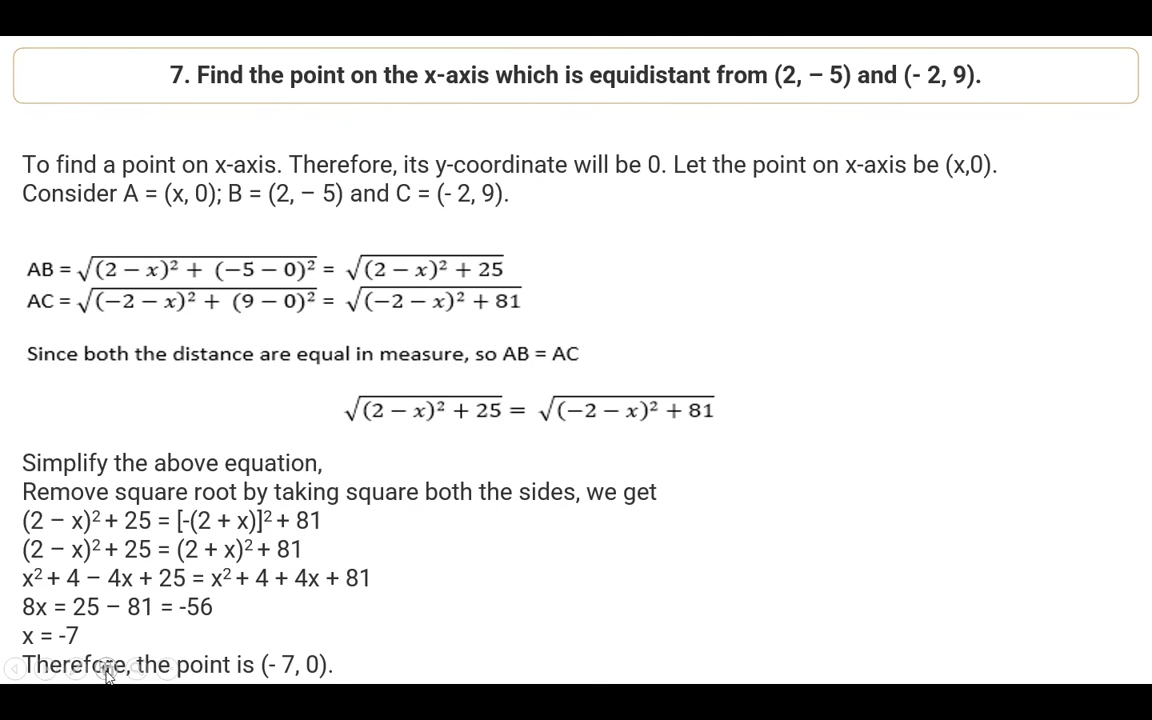 7. Find the point on the x-axis which is equidistant from (2, – 5) and (- 2, 9).
To find a point on x-axis. Therefore, its y-coordinate will be 0. Let the point on x-axis be (x,0).
Consider A = (x, 0); B = (2, – 5) and C = (- 2, 9).
AB = √(2 − x)² + (−5 − 0)² = √(2 − x)² + 25
AC = √(−2 − x)² + (9 − 0)² = √(−2 − x)² + 81
Since both the distance are equal in measure, so AB = AC
√(2 − x)² + 25 = √(−2 − x)² + 81
Simplify the above equation,
Remove square root by taking square both the sides, we get
(2 – x)² + 25 = [-(2 + x)]² + 81
(2 – x)² + 25 = (2 + x)² + 81
x² + 4 – 4x + 25 = x² + 4 + 4x + 81
8x = 25 – 81 = -56
x = -7
Therefore, the point is (- 7, 0).